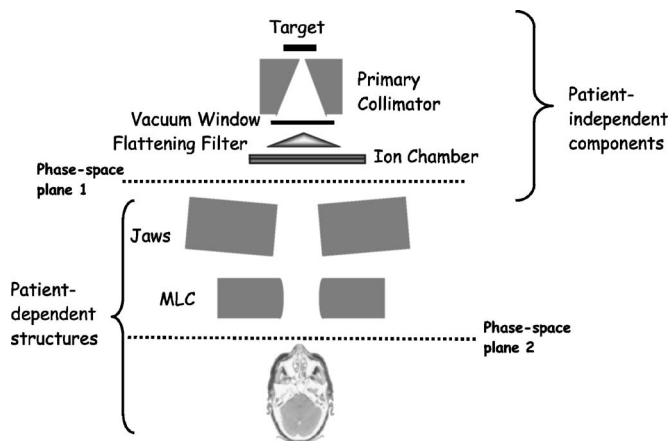 Target
Primary
Collimator
Patient-
independent
components
Vacuum Window
Flattening Filter
Ion Chamber
Phase-space
plane 1
Jaws
Patient-
dependent
structures
MLC
Phase-space
plane 2